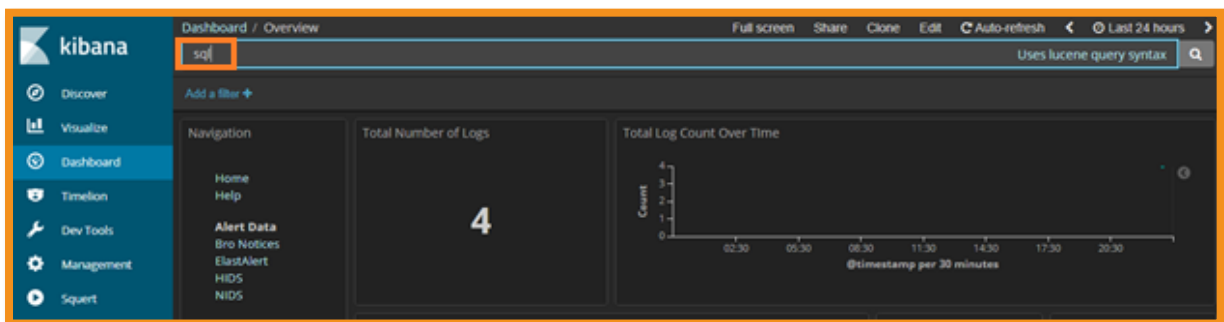 kibana
Discover
Visualize
Dashboard
Timelion
Dev Tools
Management
Squert
Dashboard / Overview
Full screen Share Clone Edit Auto-refresh Last 24 hours
sql
Uses lucene query syntax
Add a filter +
Navigation
Home
Help
Alert Data
Bro Notices
ElastAlert
HIDS
NIDS
Total Number of Logs
4
Total Log Count Over Time
Count
4
3
2
1
0
02:30 05:30 08:30 11:30 14:30 17:30 20:30
@timestamp per 30 minutes